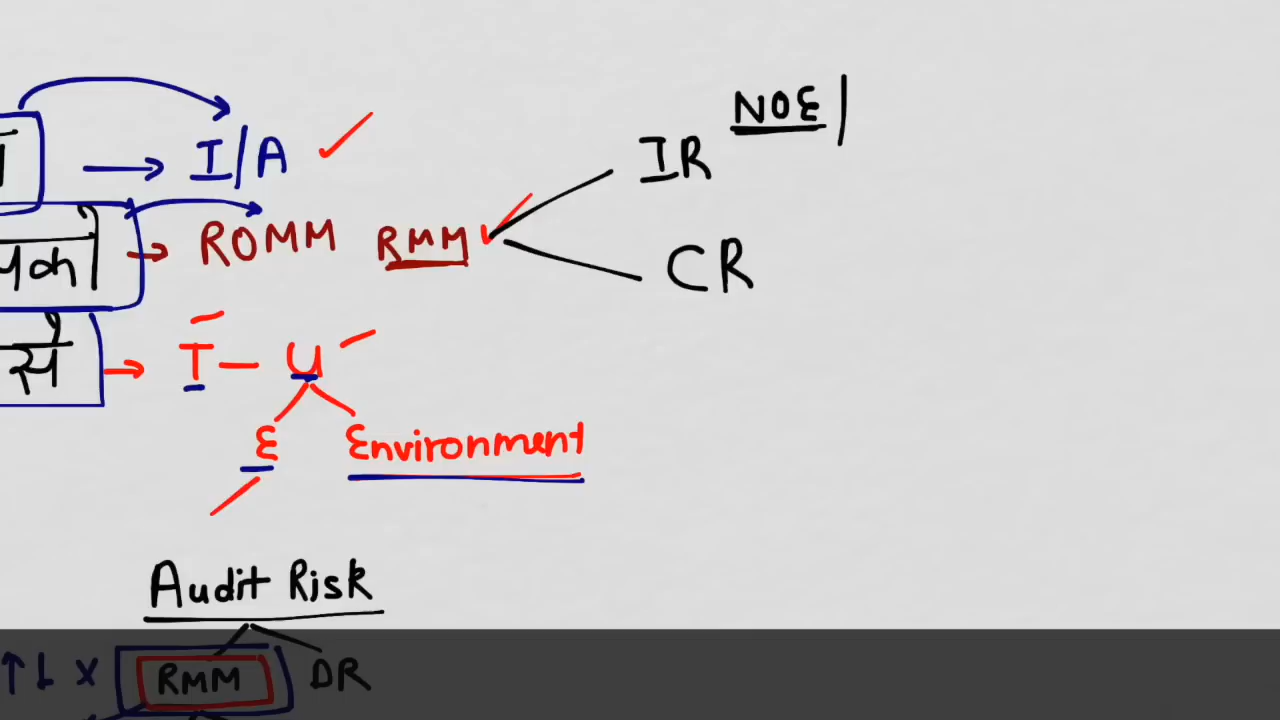 NOE
→ I/A IR
→ ROMM RMM CR
से → I — U
E Environment
Audit Risk
↑↓ × RMM DR